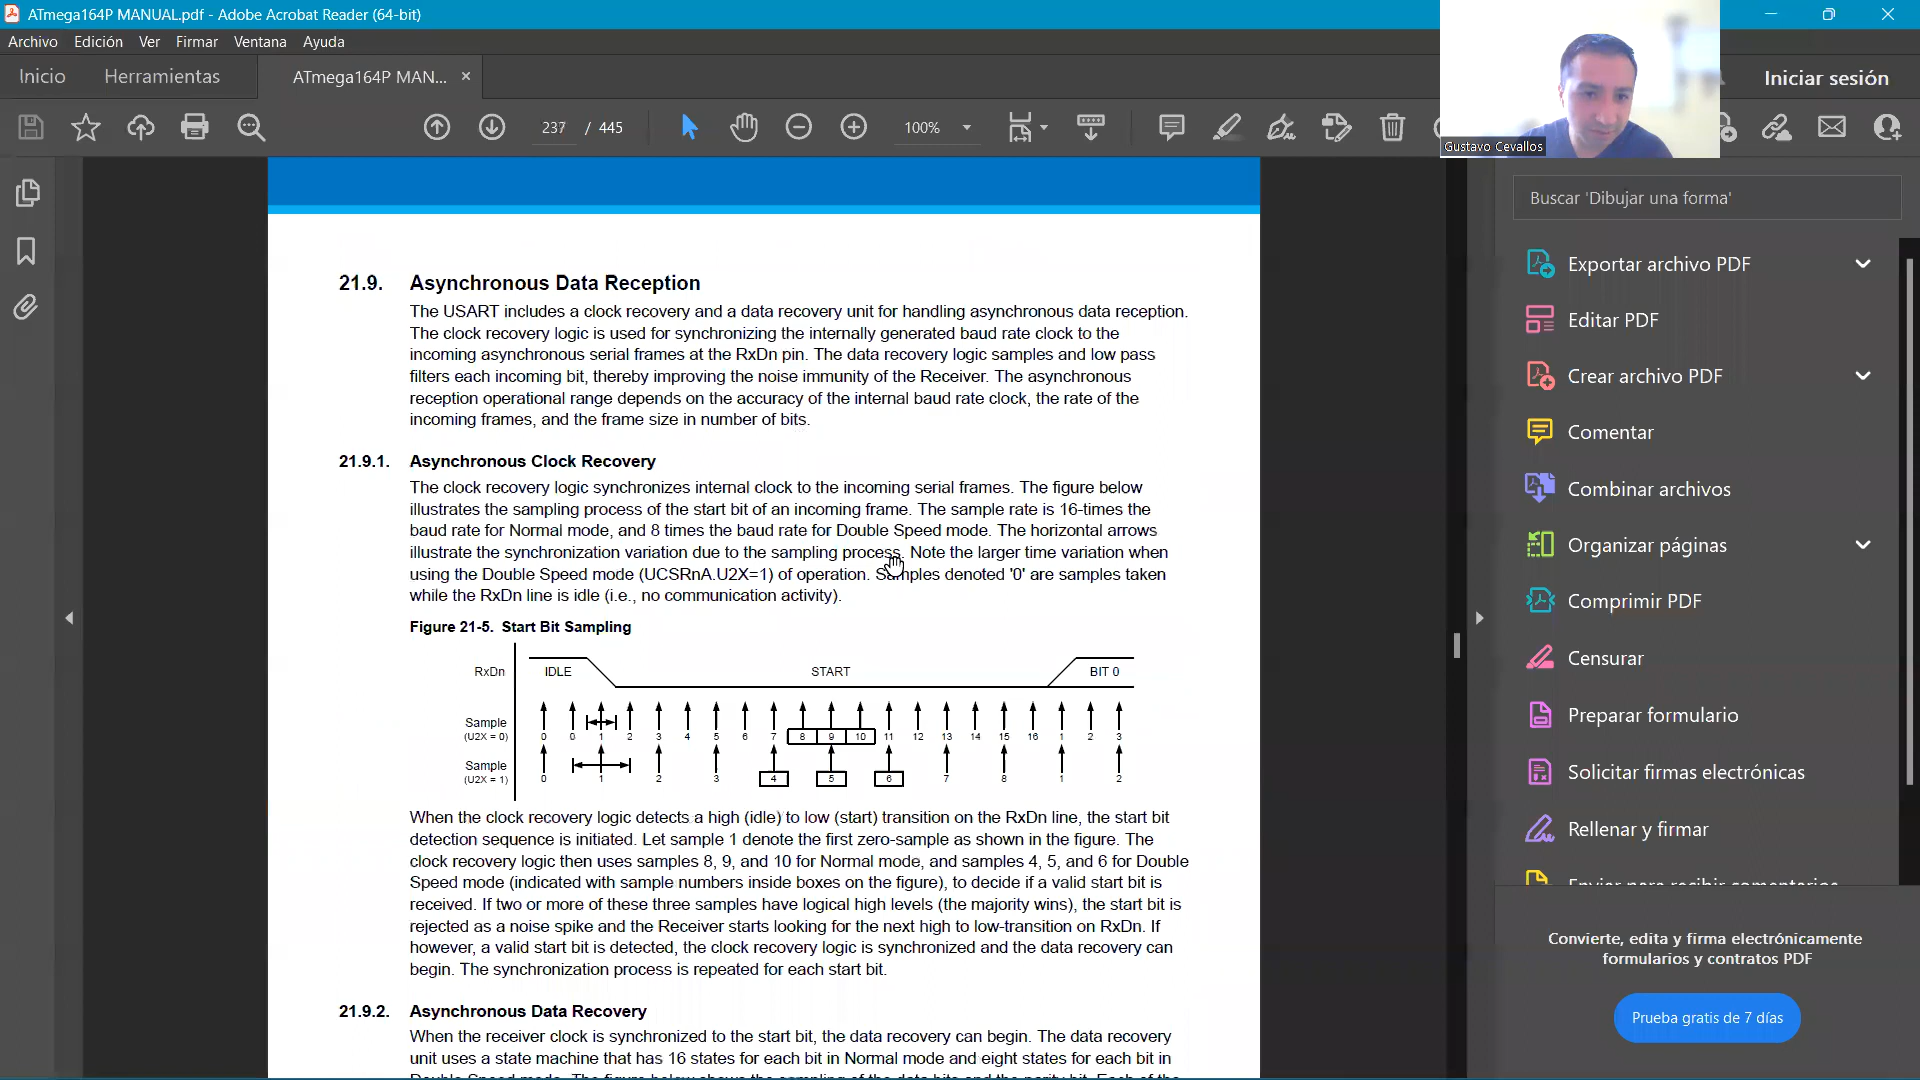 ATmega164P MANUAL.pdf - Adobe Acrobat Reader (64-bit)
Archivo Edición Ver Firmar Ventana Ayuda
Inicio Herramientas ATmega164P MAN... × Iniciar sesión
237 / 445 100%
Gustavo Cevallos
Buscar 'Dibujar una forma'
Exportar archivo PDF
Editar PDF
Crear archivo PDF
Comentar
Combinar archivos
Organizar páginas
Comprimir PDF
Censurar
Preparar formulario
Solicitar firmas electrónicas
Rellenar y firmar
Enviar para recibir comentarios
Convierte, edita y firma electrónicamente
formularios y contratos PDF
Prueba gratis de 7 días
21.9. Asynchronous Data Reception
The USART includes a clock recovery and a data recovery unit for handling asynchronous data reception.
The clock recovery logic is used for synchronizing the internally generated baud rate clock to the
incoming asynchronous serial frames at the RxDn pin. The data recovery logic samples and low pass
filters each incoming bit, thereby improving the noise immunity of the Receiver. The asynchronous
reception operational range depends on the accuracy of the internal baud rate clock, the rate of the
incoming frames, and the frame size in number of bits.
21.9.1. Asynchronous Clock Recovery
The clock recovery logic synchronizes internal clock to the incoming serial frames. The figure below
illustrates the sampling process of the start bit of an incoming frame. The sample rate is 16-times the
baud rate for Normal mode, and 8 times the baud rate for Double Speed mode. The horizontal arrows
illustrate the synchronization variation due to the sampling process. Note the larger time variation when
using the Double Speed mode (UCSRnA.U2X=1) of operation. Samples denoted '0' are samples taken
while the RxDn line is idle (i.e., no communication activity).
Figure 21-5. Start Bit Sampling
RxDn IDLE START BIT 0
Sample
(U2X = 0) 0 0 1 2 3 4 5 6 7 8 9 10 11 12 13 14 15 16 1 2 3
Sample
(U2X = 1) 0 1 2 3 4 5 6 7 8 1 2
When the clock recovery logic detects a high (idle) to low (start) transition on the RxDn line, the start bit
detection sequence is initiated. Let sample 1 denote the first zero-sample as shown in the figure. The
clock recovery logic then uses samples 8, 9, and 10 for Normal mode, and samples 4, 5, and 6 for Double
Speed mode (indicated with sample numbers inside boxes on the figure), to decide if a valid start bit is
received. If two or more of these three samples have logical high levels (the majority wins), the start bit is
rejected as a noise spike and the Receiver starts looking for the next high to low-transition on RxDn. If
however, a valid start bit is detected, the clock recovery logic is synchronized and the data recovery can
begin. The synchronization process is repeated for each start bit.
21.9.2. Asynchronous Data Recovery
When the receiver clock is synchronized to the start bit, the data recovery can begin. The data recovery
unit uses a state machine that has 16 states for each bit in Normal mode and eight states for each bit in
Double Speed mode. The figure below shows the sampling of the data bits and the parity bit. Each of the